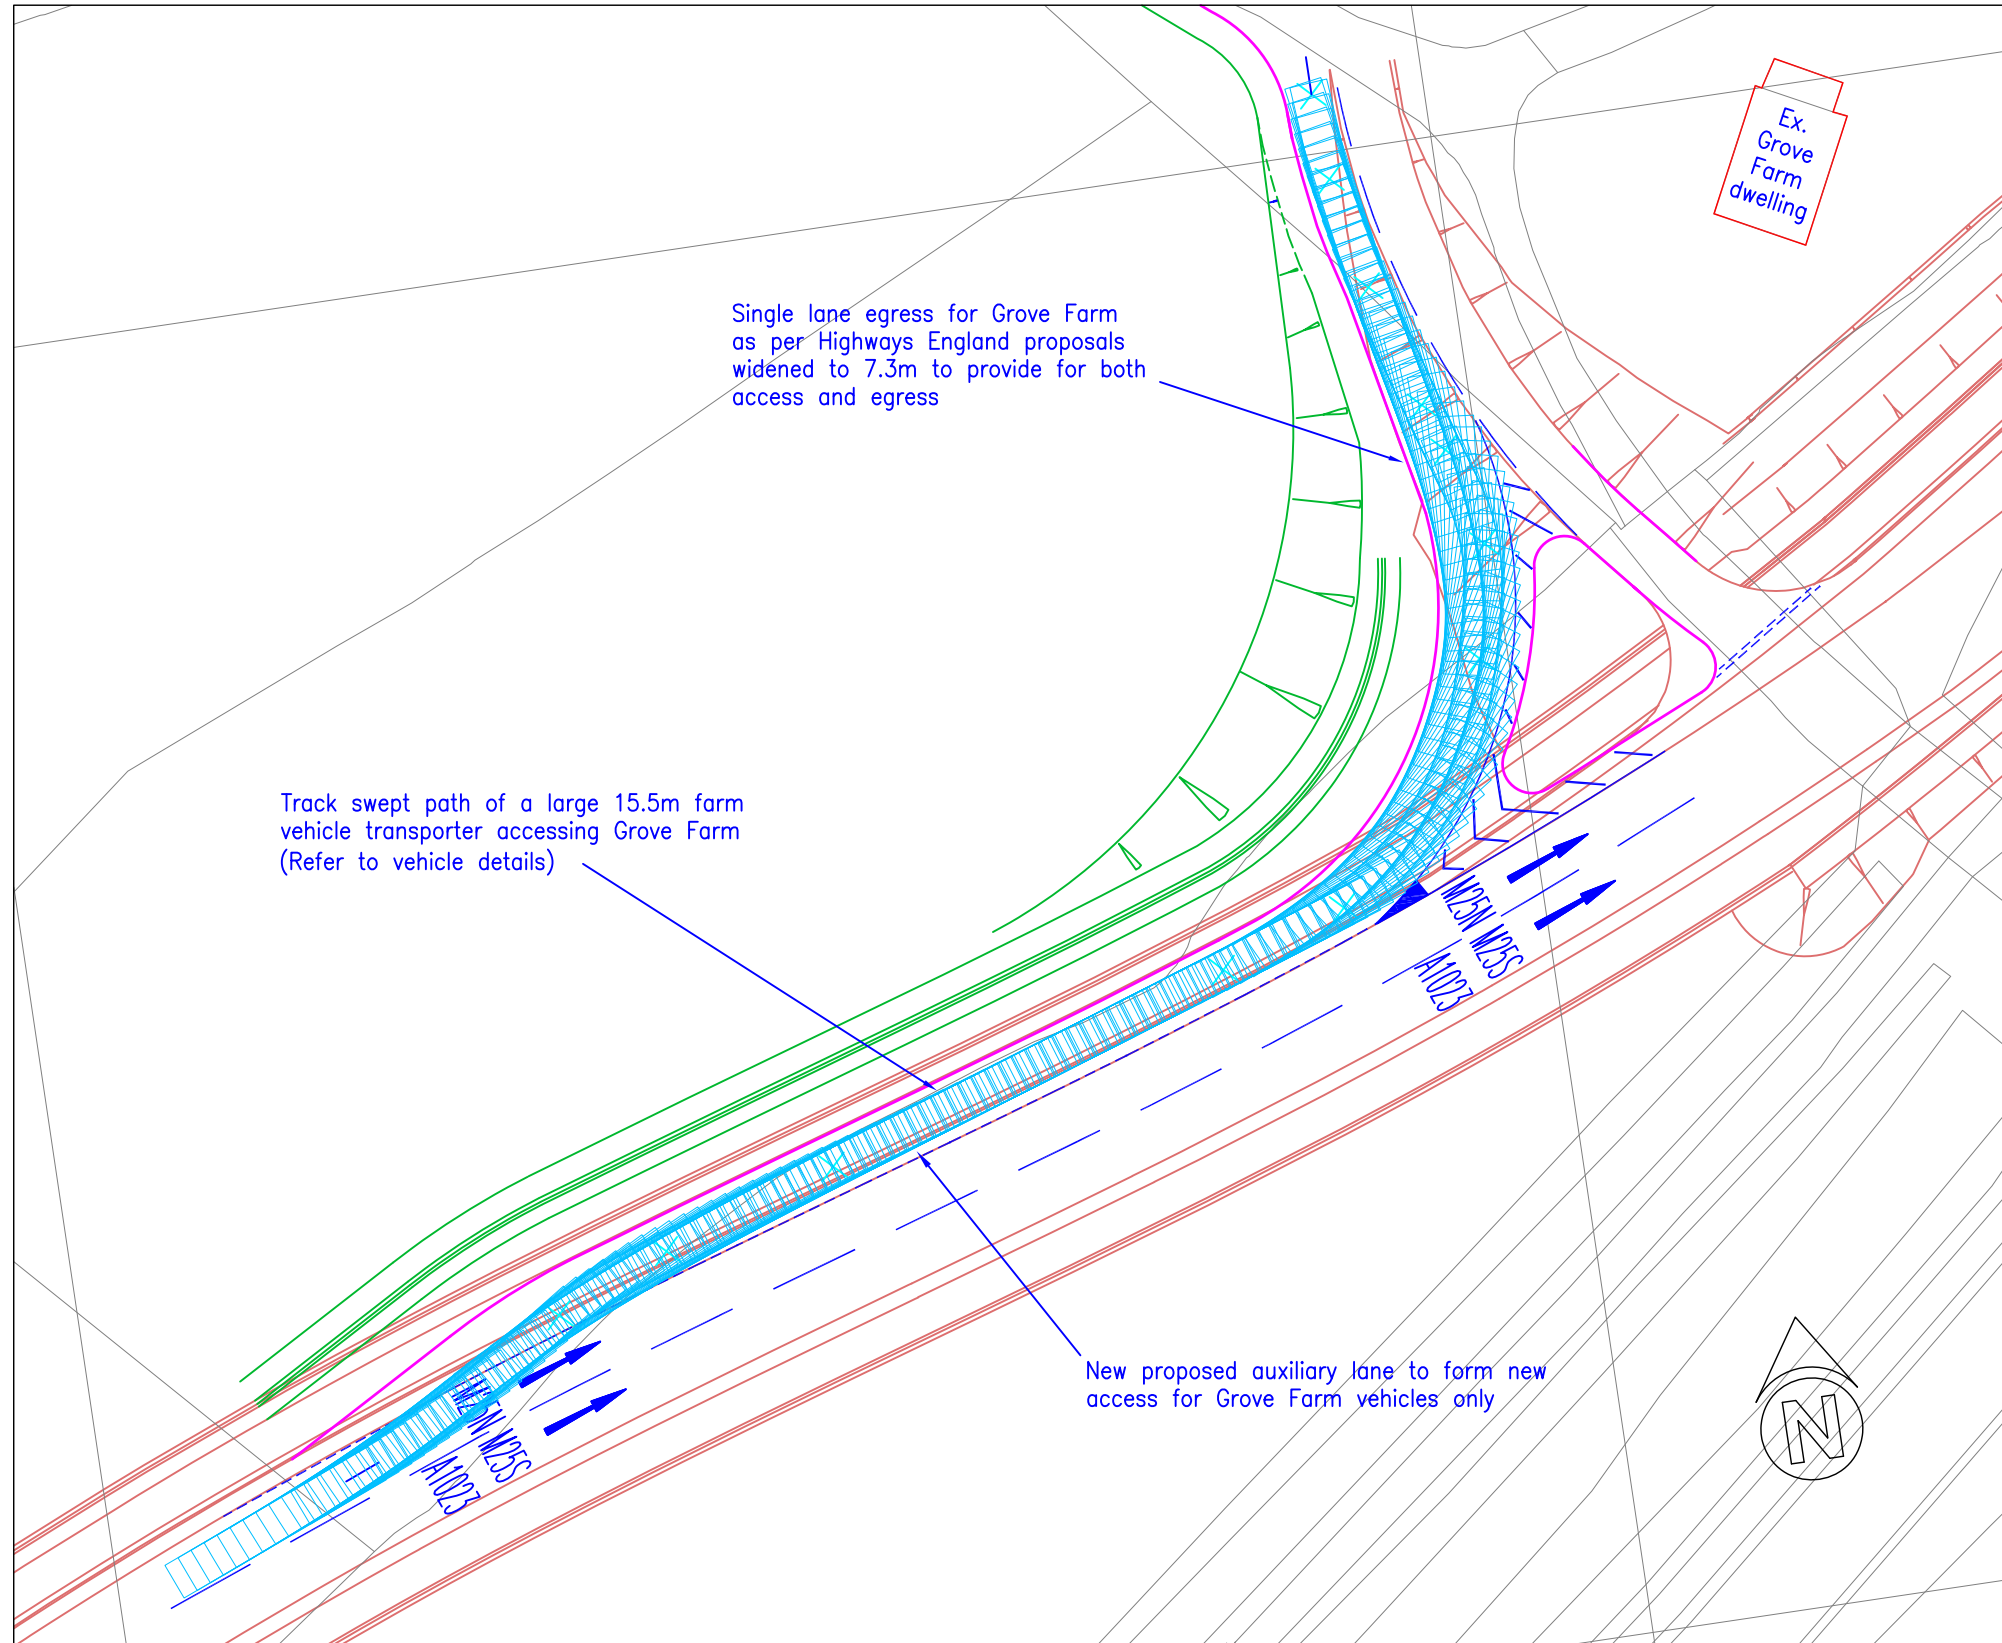 Ex.
Grove
Farm
dwelling
Single lane egress for Grove Farm
as per Highways England proposals
widened to 7.3m to provide for both
access and egress
Track swept path of a large 15.5m farm
vehicle transporter accessing Grove Farm
(Refer to vehicle details)
M25N M25S
A1023
New proposed auxiliary lane to form new
access for Grove Farm vehicles only
M25N M25S
A1023
N